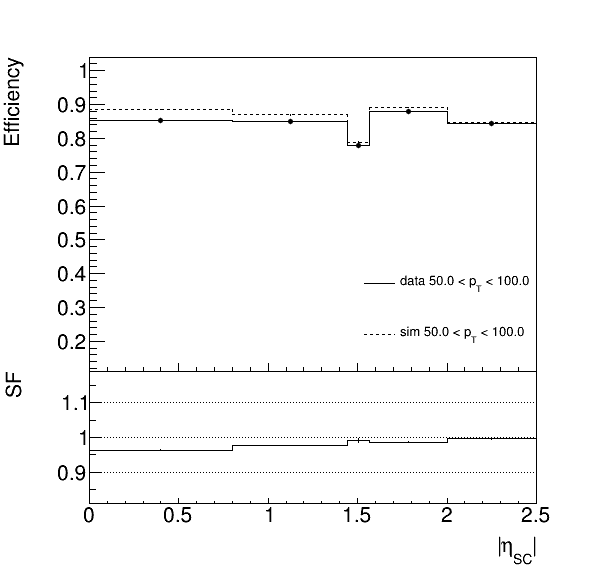 Efficiency
1
0.9
0.8
0.7
0.6
0.5
0.4
0.3
0.2
data 50.0 < p_T < 100.0
sim 50.0 < p_T < 100.0
SF
1.1
1
0.9
0 0.5 1 1.5 2 2.5
|η_SC|